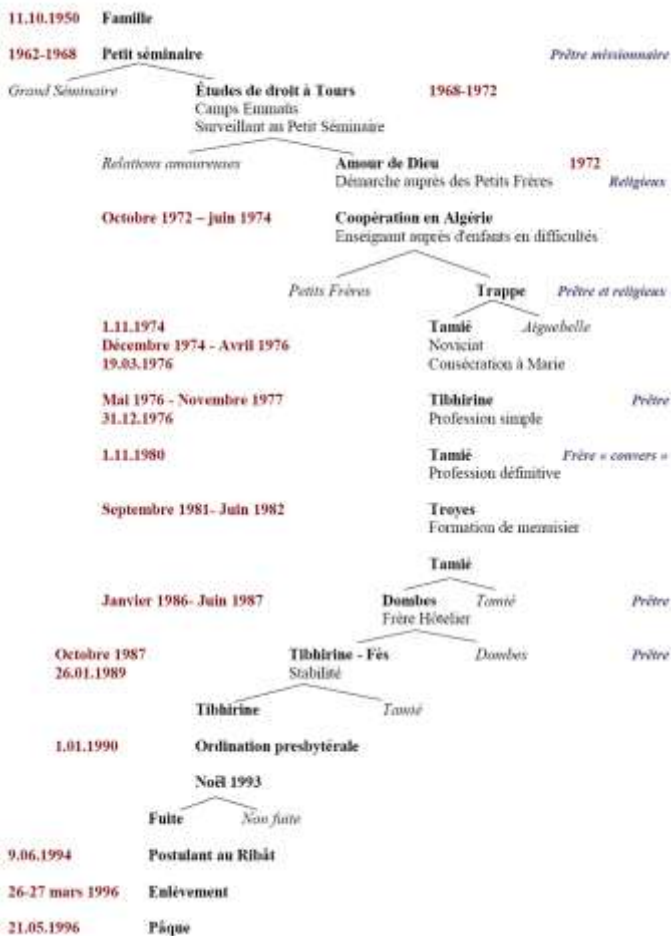 11.10.1950 Famille
1962-1968 Petit séminaire Prêtre missionnaire
Grand Séminaire Études de droit à Tours 1968-1972
Camps Emmaüs
Surveillant au Petit Séminaire
Relations amoureuses Amour de Dieu 1972
Démarche auprès des Petits Frères Religieux
Octobre 1972 – juin 1974 Coopération en Algérie
Enseignant auprès d'enfants en difficultés
Petits Frères Trappe Prêtre et religieux
1.11.1974 Tamié Aiguebelle
Décembre 1974 - Avril 1976 Noviciat
19.03.1976 Consécration à Marie
Mai 1976 - Novembre 1977 Tibhirine Prêtre
31.12.1976 Profession simple
1.11.1980 Tamié Frère « convers »
Profession définitive
Septembre 1981- Juin 1982 Troyes
Formation de menuisier
Tamié
Janvier 1986- Juin 1987 Dombes Tamié Prêtre
Frère Hôtelier
Octobre 1987 Tibhirine - Fès Dombes Prêtre
26.01.1989 Stabilité
Tibhirine Tamié
1.01.1990 Ordination presbytérale
Noël 1993
Fuite Non fuite
9.06.1994 Postulant au Ribât
26-27 mars 1996 Enlèvement
21.05.1996 Pâque